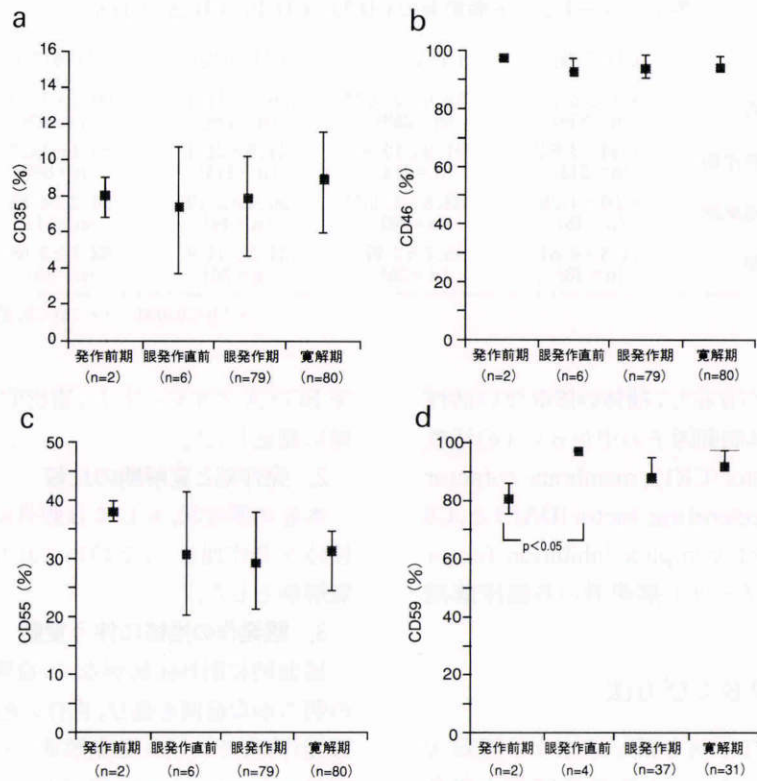 a
16
14
12
10
8
6
4
2
0
CD35 (%)
発作前期 眼発作直前 眼発作期 寛解期
(n=2) (n=6) (n=79) (n=80)
b
100
80
60
40
20
0
CD46 (%)
発作前期 眼発作直前 眼発作期 寛解期
(n=2) (n=6) (n=79) (n=80)
c
50
40
30
20
10
0
CD55 (%)
発作前期 眼発作直前 眼発作期 寛解期
(n=2) (n=6) (n=79) (n=80)
d
100
80
60
40
20
0
CD59 (%)
p<0.05
発作前期 眼発作直前 眼発作期 寛解期
(n=2) (n=4) (n=37) (n=31)